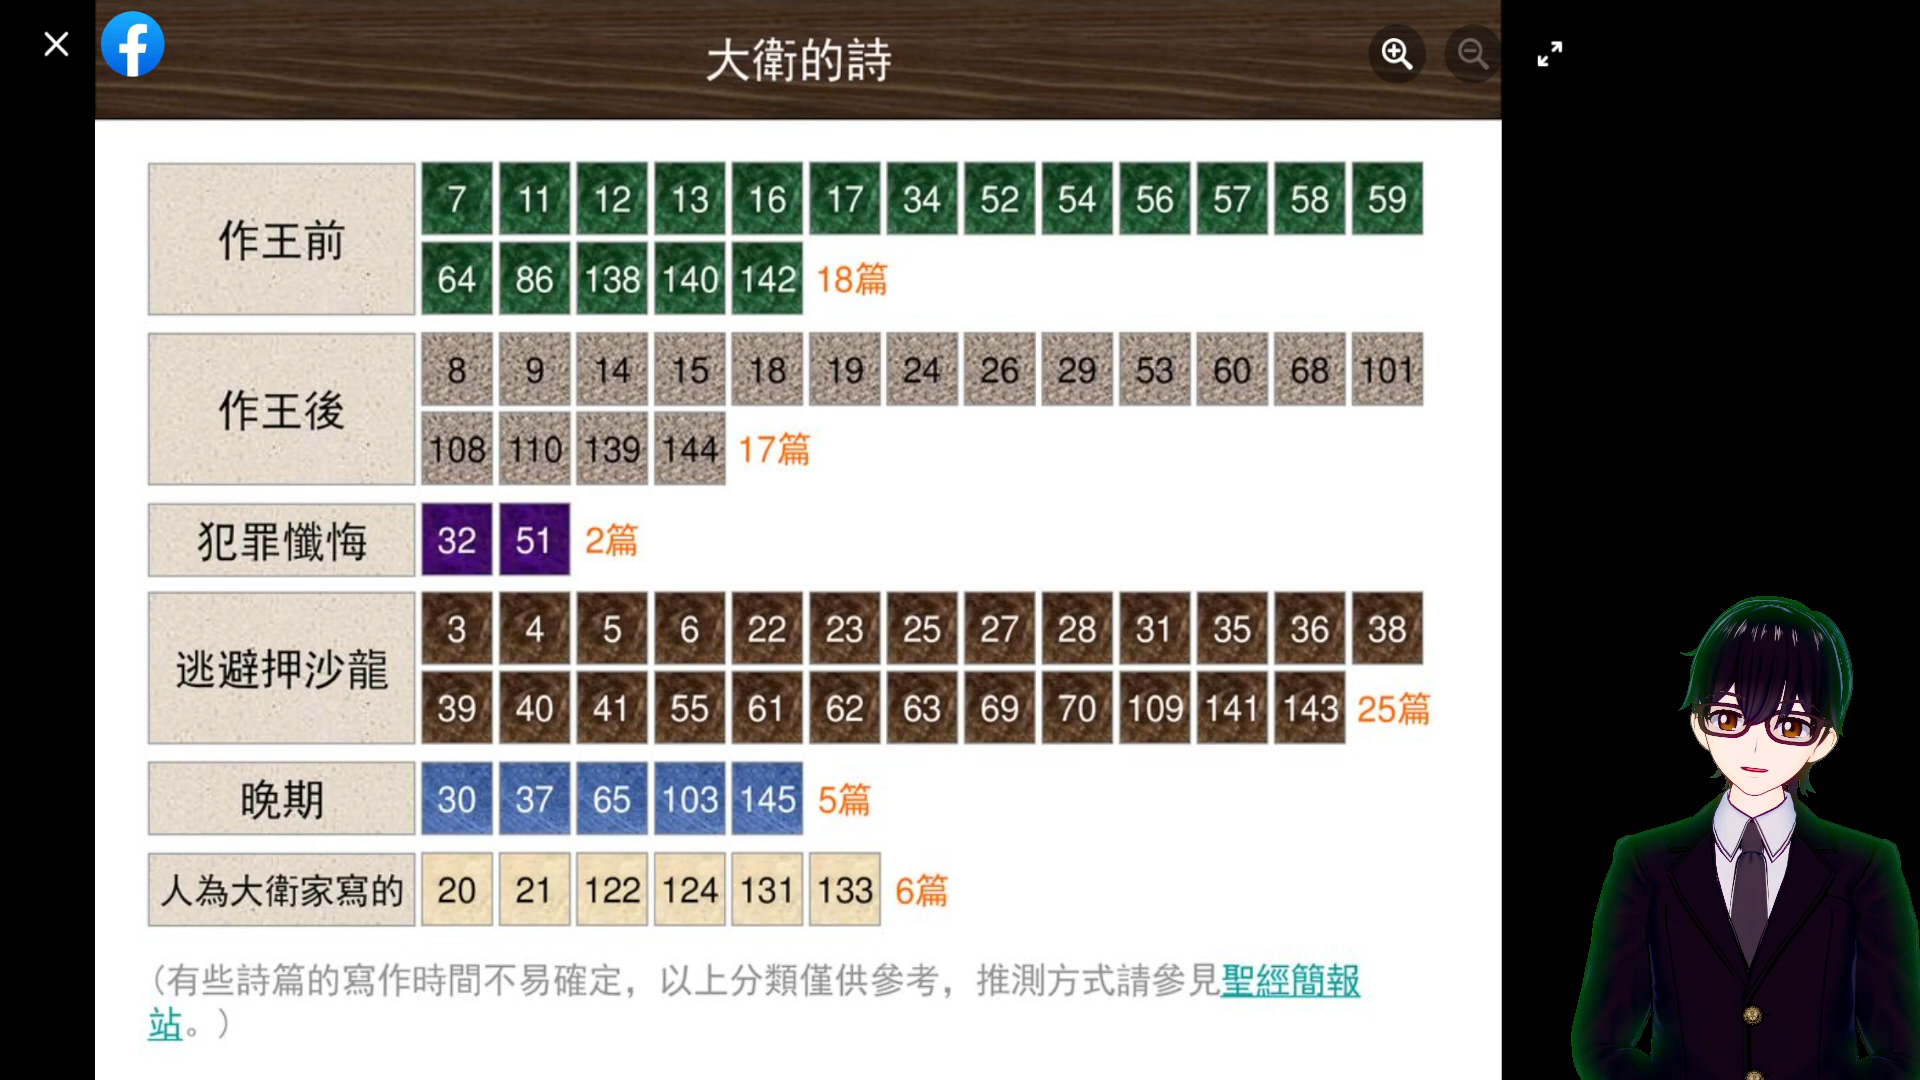 大衛的詩
作王前
7 11 12 13 16 17 34 52 54 56 57 58 59
64 86 138 140 142 18篇
作王後
8 9 14 15 18 19 24 26 29 53 60 68 101
108 110 139 144 17篇
犯罪懺悔 32 51 2篇
逃避押沙龍
3 4 5 6 22 23 25 27 28 31 35 36 38
39 40 41 55 61 62 63 69 70 109 141 143 25篇
晚期 30 37 65 103 145 5篇
人為大衛家寫的 20 21 122 124 131 133 6篇
（有些詩篇的寫作時間不易確定，以上分類僅供參考，推測方式請參見聖經簡報
站。）